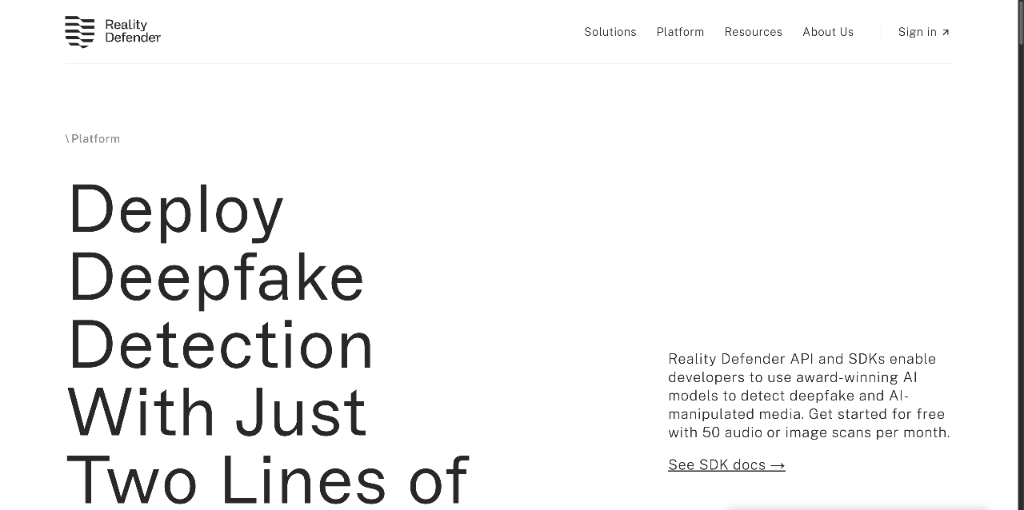 Reality
Defender
Solutions
Platform
Resources
About Us
Sign in ↗
\ Platform
Deploy
Deepfake
Detection
With Just
Two Lines of
Reality Defender API and SDKs enable
developers to use award-winning AI
models to detect deepfake and AI-
manipulated media. Get started for free
with 50 audio or image scans per month.
See SDK docs →